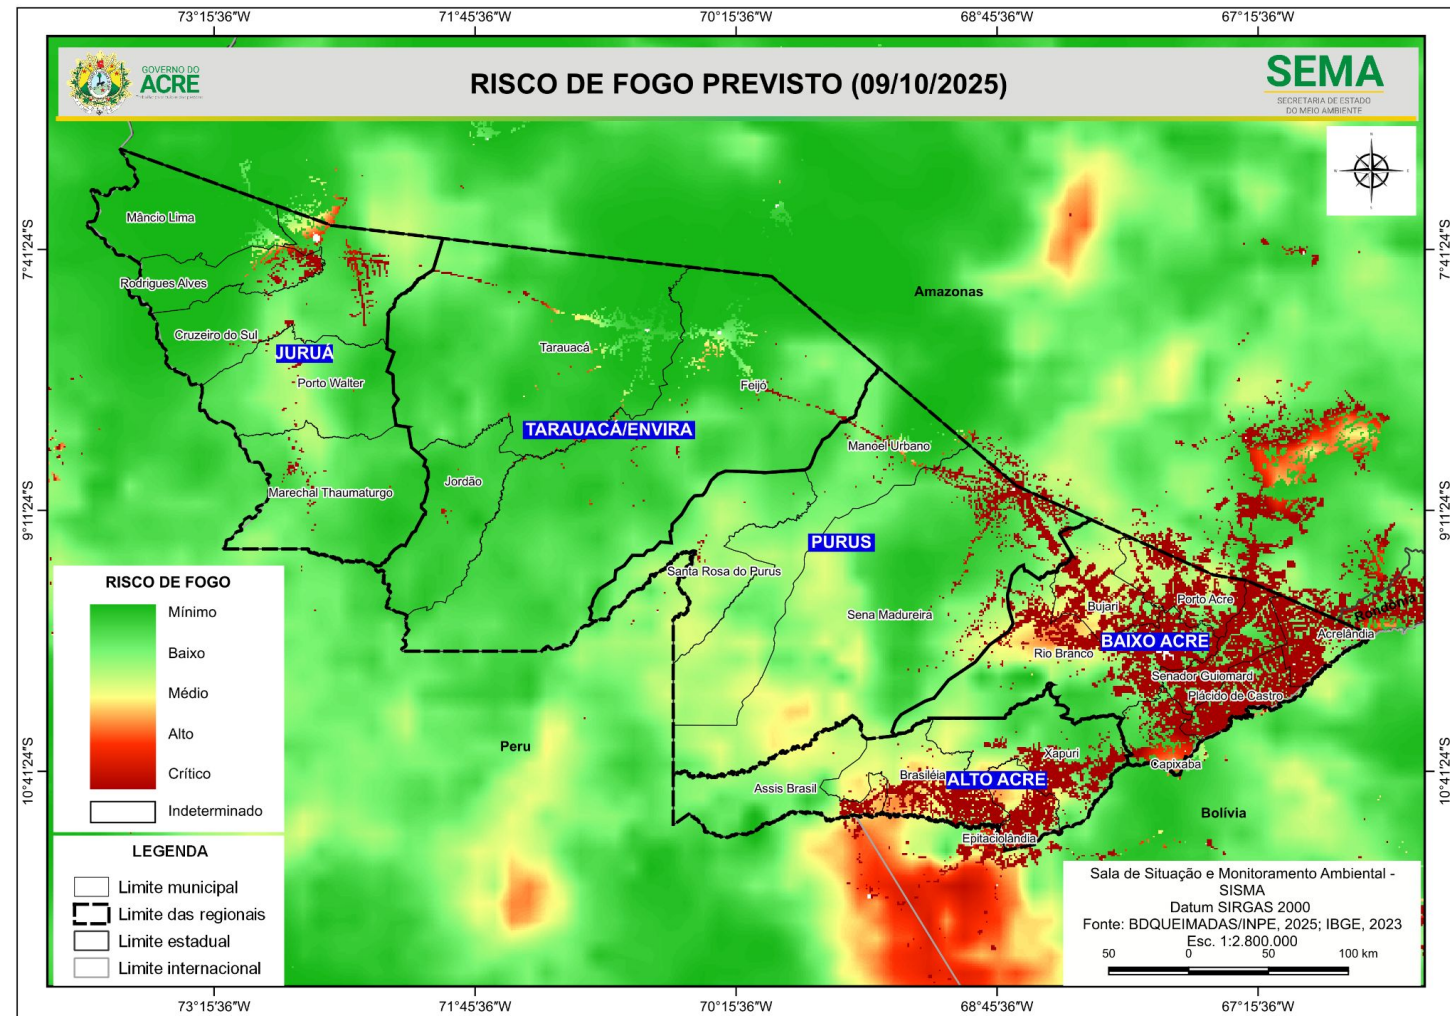 73°15'36"W
71°45'36"W
70°15'36"W
68°45'36"W
67°15'36"W
GOVERNO DO
ACRE
RISCO DE FOGO PREVISTO (09/10/2025)
SEMA
SECRETARIA DE ESTADO
DO MEIO AMBIENTE
N
7°41'24"S
7°41'24"S
Mâncio Lima
Rodrigues Alves
Amazonas
Cruzeiro do Sul
JURUÁ
Tarauacá
Porto Walter
Feijó
TARAUACÁ/ENVIRA
Manoel Urbano
Jordão
Marechal Thaumaturgo
9°11'24"S
9°11'24"S
PURUS
Santa Rosa do Purus
Sena Madureira
Bujari
Porto Acre
Rondônia
Acrelândia
BAIXO ACRE
Rio Branco
Senador Guiomard
Plácido de Castro
Xapuri
Capixaba
Peru
Brasiléia
ALTO ACRE
Assis Brasil
Bolívia
Epitaciolândia
10°41'24"S
10°41'24"S
RISCO DE FOGO
Mínimo
Baixo
Médio
Alto
Crítico
Indeterminado
LEGENDA
Limite municipal
Limite das regionais
Limite estadual
Limite internacional
Sala de Situação e Monitoramento Ambiental -
SISMA
Datum SIRGAS 2000
Fonte: BDQUEIMADAS/INPE, 2025; IBGE, 2023
Esc. 1:2.800.000
50 0 50 100 km
73°15'36"W
71°45'36"W
70°15'36"W
68°45'36"W
67°15'36"W